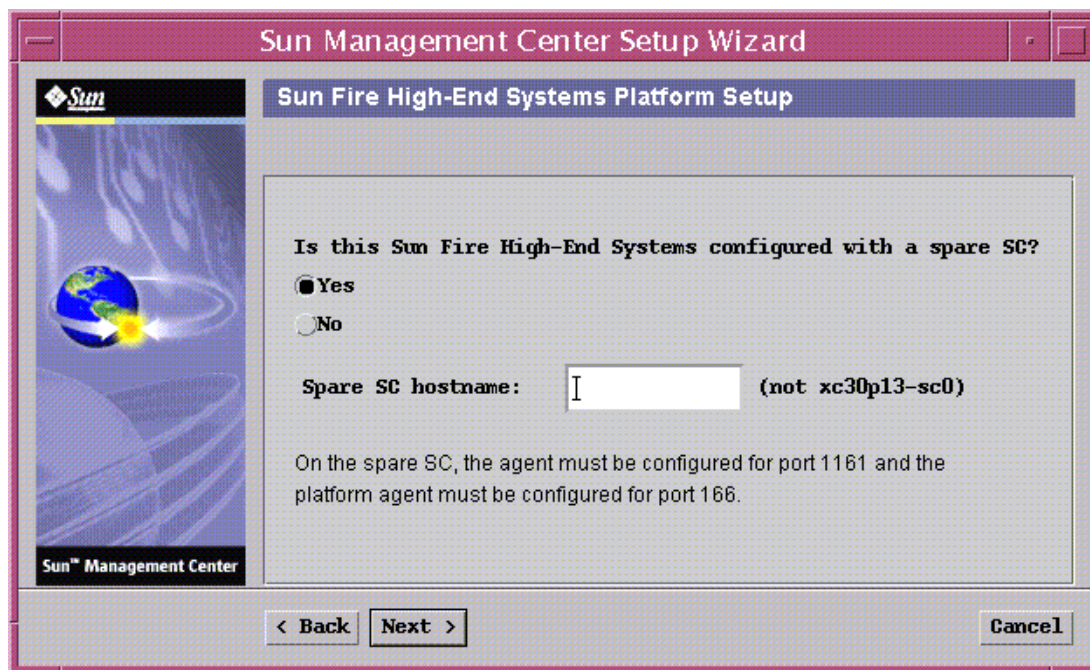 Sun Management Center Setup Wizard
Sun
Sun Fire High-End Systems Platform Setup
Is this Sun Fire High-End Systems configured with a spare SC?
Yes
No
Spare SC hostname: (not xc30p13-sc0)
On the spare SC, the agent must be configured for port 1161 and the
platform agent must be configured for port 166.
Sun™ Management Center
< Back Next > Cancel